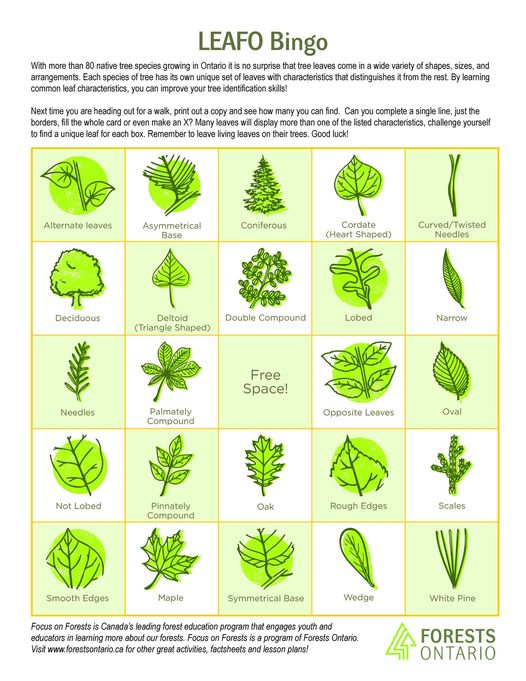 LEAFO Bingo
With more than 80 native tree species growing in Ontario it is no surprise that tree leaves come in a wide variety of shapes, sizes, and
arrangements. Each species of tree has its own unique set of leaves with characteristics that distinguishes it from the rest. By learning
common leaf characteristics, you can improve your tree identification skills!
Next time you are heading out for a walk, print out a copy and see how many you can find. Can you complete a single line, just the
borders, fill the whole card or even make an X? Many leaves will display more than one of the listed characteristics, challenge yourself
to find a unique leaf for each box. Remember to leave living leaves on their trees. Good luck!
Alternate leaves
Asymmetrical
Base
Coniferous
Cordate
(Heart Shaped)
Curved/Twisted
Needles
Deciduous
Deltoid
(Triangle Shaped)
Double Compound
Lobed
Narrow
Needles
Palmately
Compound
Free
Space!
Opposite Leaves
Oval
Not Lobed
Pinnately
Compound
Oak
Rough Edges
Scales
Smooth Edges
Maple
Symmetrical Base
Wedge
White Pine
Focus on Forests is Canada's leading forest education program that engages youth and
educators in learning more about our forests. Focus on Forests is a program of Forests Ontario.
Visit www.forestsontario.ca for other great activities, factsheets and lesson plans!
FORESTS
ONTARIO